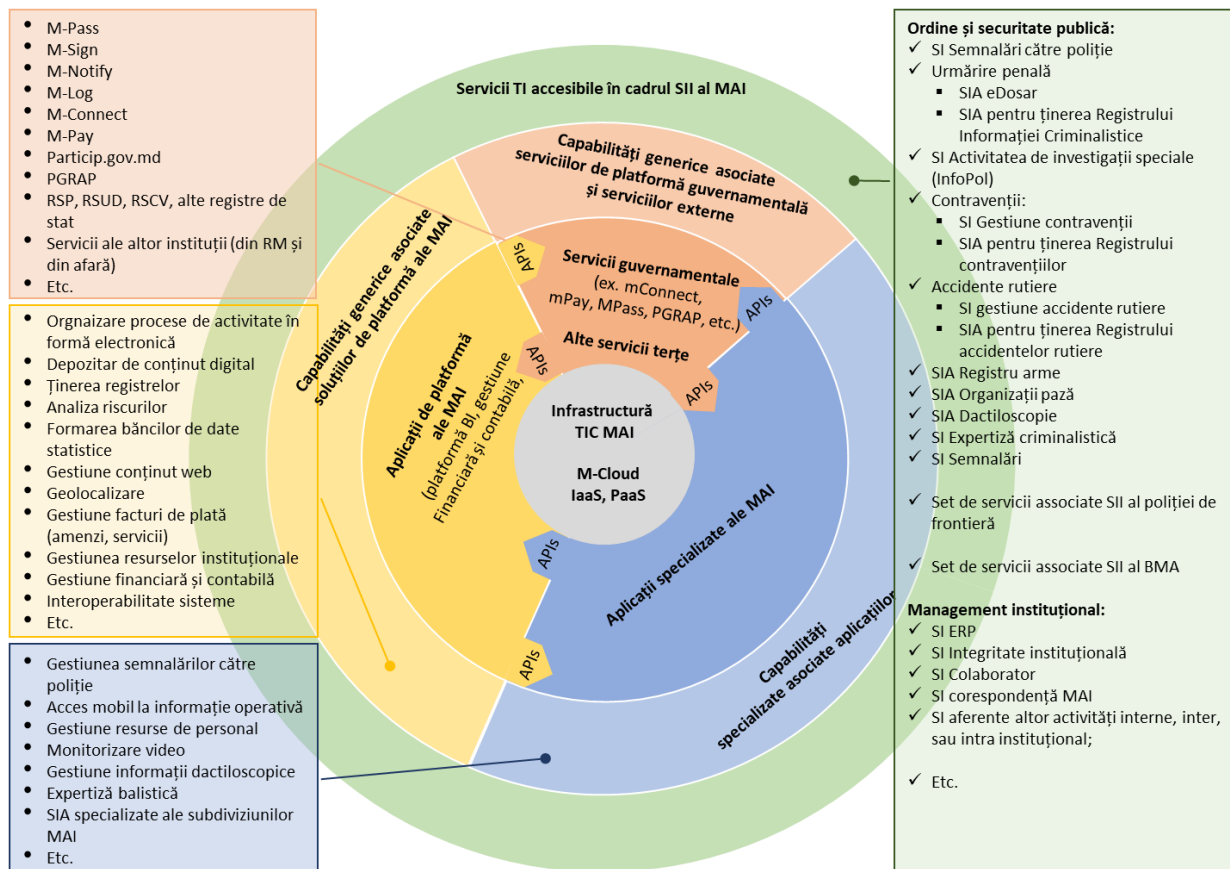 M-Pass
M-Sign
M-Notify
M-Log
M-Connect
M-Pay
Particip.gov.md
PGRAP
RSP, RSUD, RSCV, alte registre de
stat
Servicii ale altor instituții (din RM și
din afară)
Etc.
Orgnaizare procese de activitate în
formă electronică
Depozitar de conținut digital
Ținerea registrelor
Analiza riscurilor
Formarea băncilor de date
statistice
Gestiune conținut web
Geolocalizare
Gestiune facturi de plată
(amenzi, servicii)
Gestiunea resurselor instituționale
Gestiune financiară și contabilă
Interoperabilitate sisteme
Etc.
Gestiunea semnalărilor către
poliție
Acces mobil la informație operativă
Gestiune resurse de personal
Monitorizare video
Gestiune informații dactiloscopice
Expertiză balistică
SIA specializate ale subdiviziunilor
MAI
Etc.
Servicii TI accesibile în cadrul SII al MAI
Capabilități generice asociate
serviciilor de platformă guvernamentală
și serviciilor externe
Capabilități generice asociate
soluțiilor de platformă ale MAI
APIs
Servicii guvernamentale
(ex. mConnect,
mPay, MPass, PGRAP, etc.)
APIs
Alte servicii terțe
APIs
APIs
Aplicații de platformă
ale MAI
(platformă BI, gestiune
Financiară și contabilă,
Infrastructură
TIC MAI
M-Cloud
IaaS, PaaS
APIs
Aplicații specializate ale MAI
APIs
Capabilități
specializate asociate aplicațiilor
Ordine și securitate publică:
SI Semnalări către poliție
Urmărire penală
SIA eDosar
SIA pentru ținerea Registrului
Informației Criminalistice
SI Activitatea de investigații speciale
(InfoPol)
Contravenții:
SI Gestiune contravenții
SIA pentru ținerea Registrului
contravențiilor
Accidente rutiere
SI gestiune accidente rutiere
SIA pentru ținerea Registrului
accidentelor rutiere
SIA Registru arme
SIA Organizații pază
SIA Dactiloscopie
SI Expertiză criminalistică
SI Semnalări
Set de servicii associate SII al poliției de
frontieră
Set de servicii associate SII al BMA
Management instituțional:
SI ERP
SI Integritate instituțională
SI Colaborator
SI corespondență MAI
SI aferente altor activități interne, inter,
sau intra instituțional;
Etc.